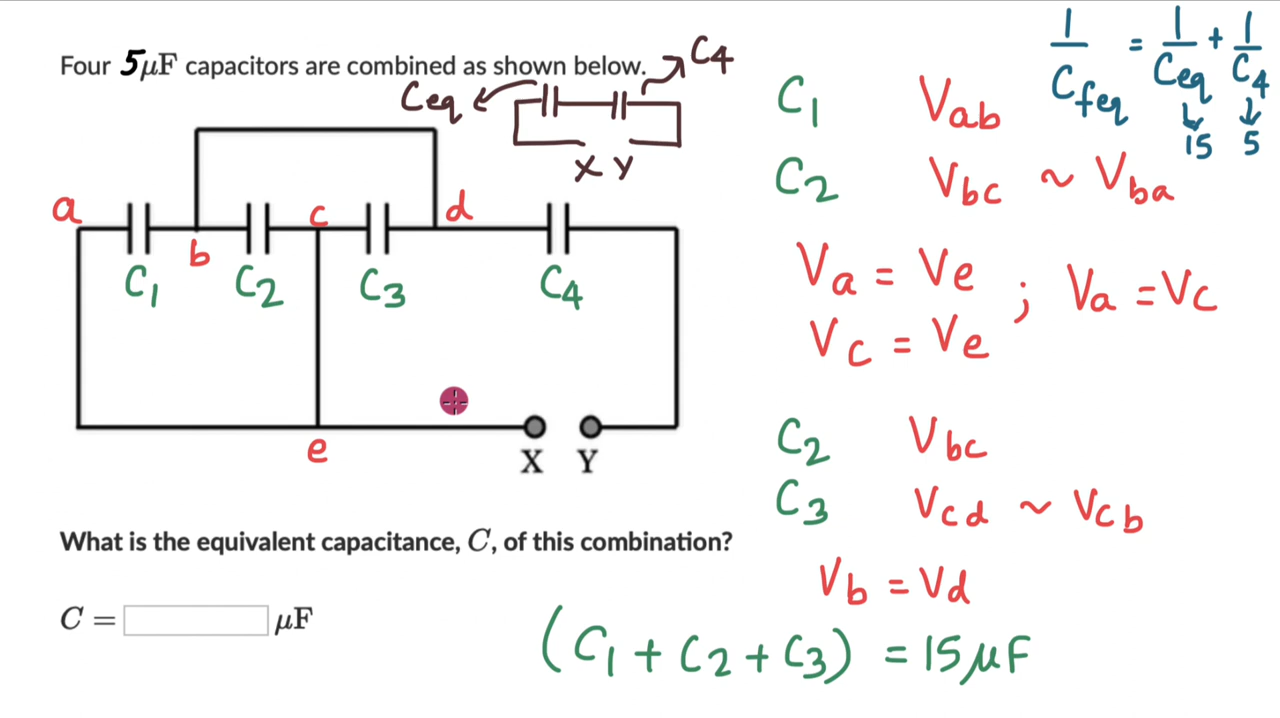 Four 5μF capacitors are combined as shown below.
C4
Ceq
X Y
a
b
c
d
C1
C2
C3
C4
e
X Y
What is the equivalent capacitance, C, of this combination?
C = μF
1/Cfeq = 1/Ceq + 1/C4
15 5
C1 Vab
C2 Vbc ~ Vba
Va = Ve ; Va = Vc
Vc = Ve
C2 Vbc
C3 Vcd ~ Vcb
Vb = Vd
(C1 + C2 + C3) = 15μF